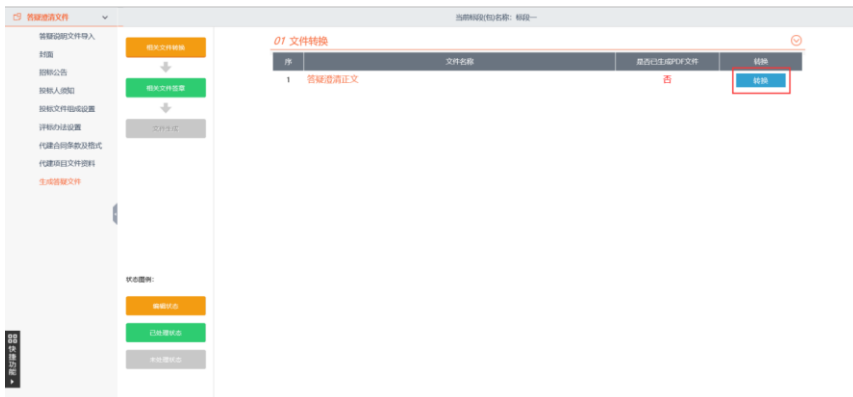 答疑澄清文件
当前标段(包)名称: 标段一
答疑说明文件导入
封面
招标公告
投标人须知
投标文件组成设置
评标办法设置
代建合同条款及格式
代建项目文件资料
生成答疑文件
相关文件转换
相关文件签章
文件生成
状态图例:
编辑状态
已处理状态
未处理状态
快捷功能
01 文件转换
序 文件名称 是否已生成PDF文件 转换
1 答疑澄清正文 否 转换